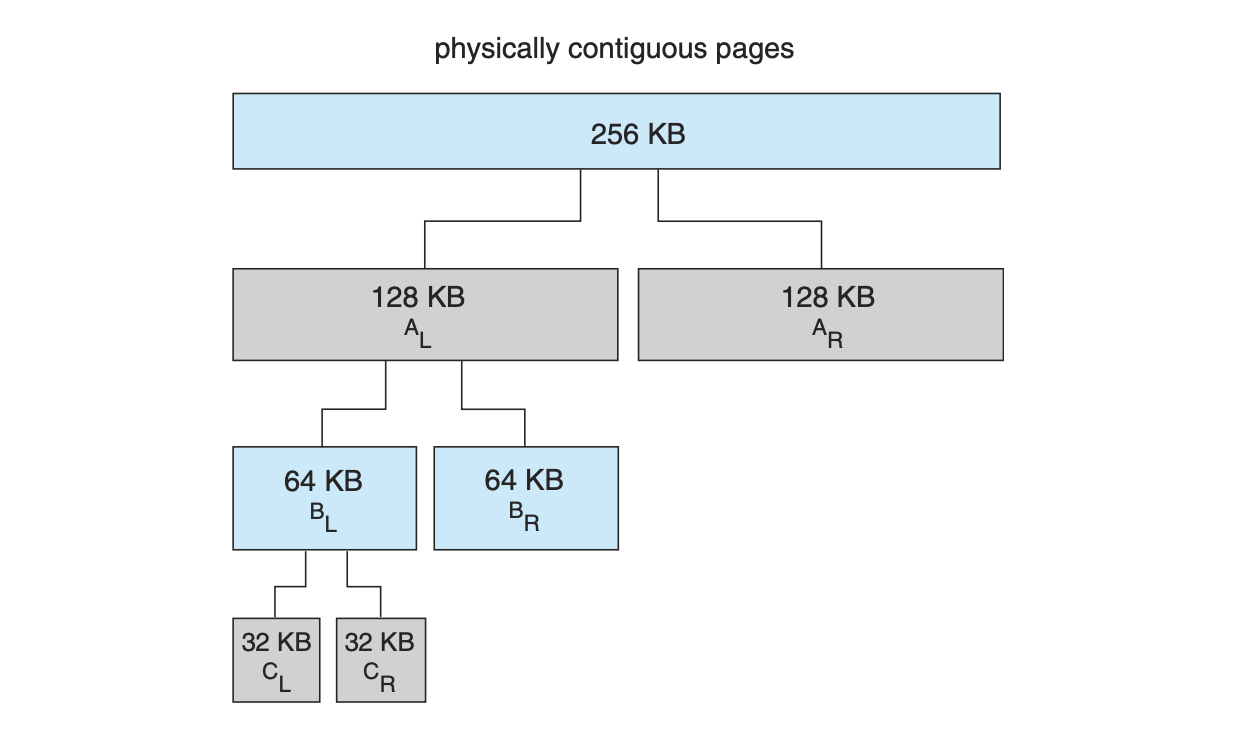 physically contiguous pages
256 KB
128 KB
A_L
128 KB
A_R
64 KB
B_L
64 KB
B_R
32 KB
C_L
32 KB
C_R